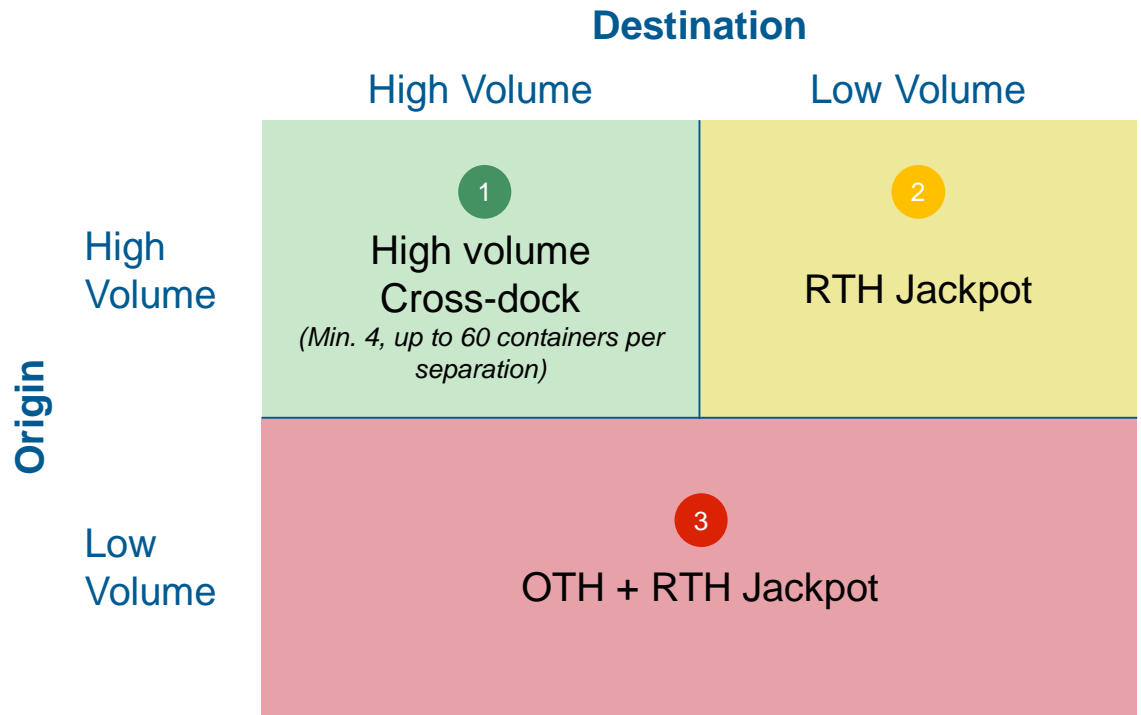 Destination
High Volume
Low Volume
1
2
High
Volume
High volume
Cross-dock
(Min. 4, up to 60 containers per
separation)
RTH Jackpot
Origin
3
Low
Volume
OTH + RTH Jackpot